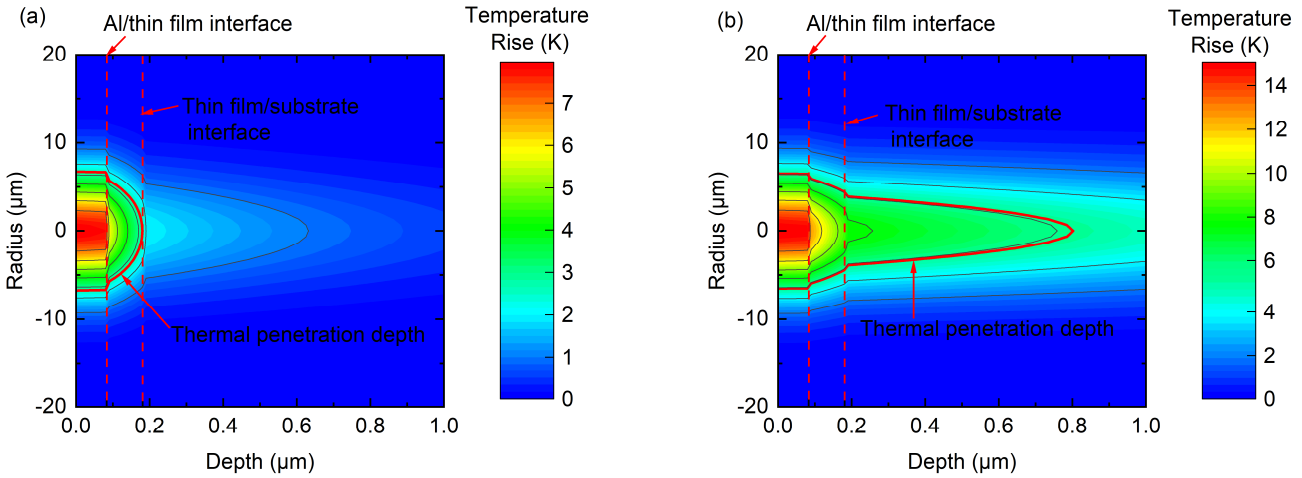 (a)
Al/thin film interface
Temperature
Rise (K)
20
10
0
-10
-20
Radius (µm)
Thin film/substrate
interface
Thermal penetration depth
0.0 0.2 0.4 0.6 0.8 1.0
Depth (µm)
7
6
5
4
3
2
1
0
(b)
Al/thin film interface
Temperature
Rise (K)
20
10
0
-10
-20
Radius (µm)
Thin film/substrate
interface
Thermal penetration depth
0.0 0.2 0.4 0.6 0.8 1.0
Depth (µm)
14
12
10
8
6
4
2
0